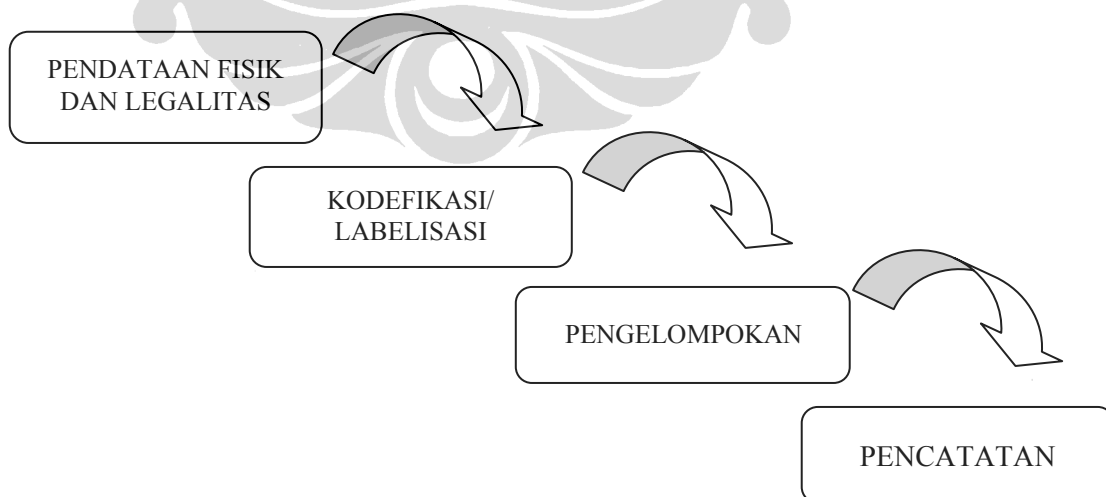 PENDATAAN FISIK
DAN LEGALITAS
KODEFIKASI/
LABELISASI
PENGELOMPOKAN
PENCATATAN